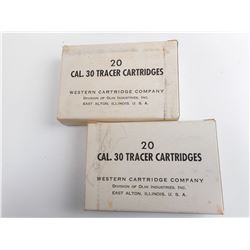 20
CAL. 30 TRACER CARTRIDGES
WESTERN CARTRIDGE COMPANY
DIVISION OF OLIN INDUSTRIES, INC.
EAST ALTON, ILLINOIS, U. S. A.
20
CAL. 30 TRACER CARTRIDGES
WESTERN CARTRIDGE COMPANY
DIVISION OF OLIN INDUSTRIES, INC.
EAST ALTON, ILLINOIS, U. S. A.